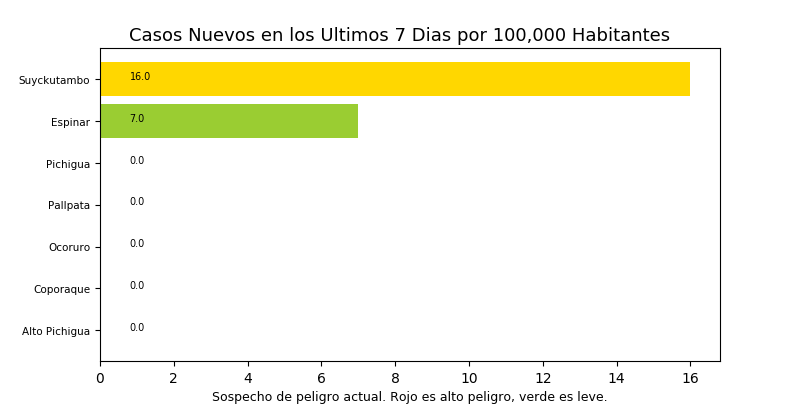 Casos Nuevos en los Ultimos 7 Dias por 100,000 Habitantes
Suyckutambo 16.0
Espinar 7.0
Pichigua 0.0
Pallpata 0.0
Ocoruro 0.0
Coporaque 0.0
Alto Pichigua 0.0
0 2 4 6 8 10 12 14 16
Sospecho de peligro actual. Rojo es alto peligro, verde es leve.